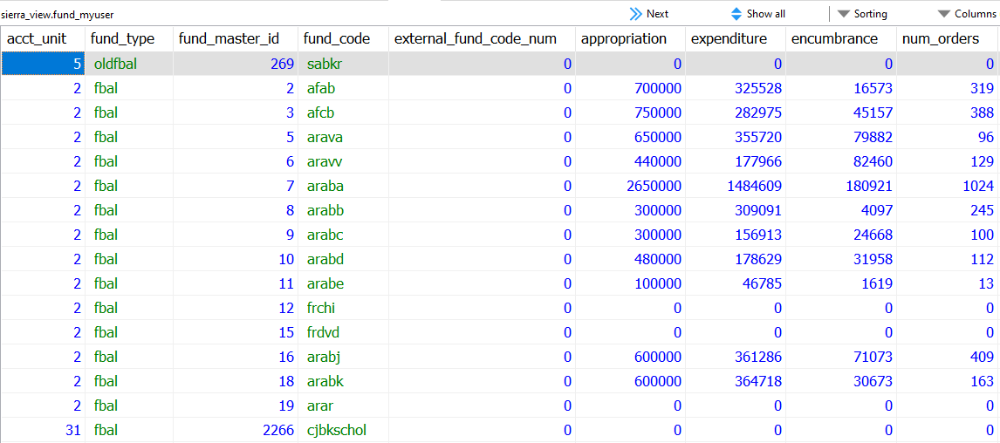 sierra_view.fund_myuser Next Show all Sorting Columns
acct_unit fund_type fund_master_id fund_code external_fund_code_num appropriation expenditure encumbrance num_orders
5 oldfbal 269 sabkr 0 0 0 0 0
2 fbal 2 afab 0 700000 325528 16573 319
2 fbal 3 afcb 0 750000 282975 45157 388
2 fbal 5 arava 0 650000 355720 79882 96
2 fbal 6 aravv 0 440000 177966 82460 129
2 fbal 7 araba 0 2650000 1484609 180921 1024
2 fbal 8 arabb 0 300000 309091 4097 245
2 fbal 9 arabc 0 300000 156913 24668 100
2 fbal 10 arabd 0 480000 178629 31958 112
2 fbal 11 arabe 0 100000 46785 1619 13
2 fbal 12 frchi 0 0 0 0 0
2 fbal 15 frdvd 0 0 0 0 0
2 fbal 16 arabj 0 600000 361286 71073 409
2 fbal 18 arabk 0 600000 364718 30673 163
2 fbal 19 arar 0 0 0 0 0
31 fbal 2266 cjbkschol 0 0 0 0 0